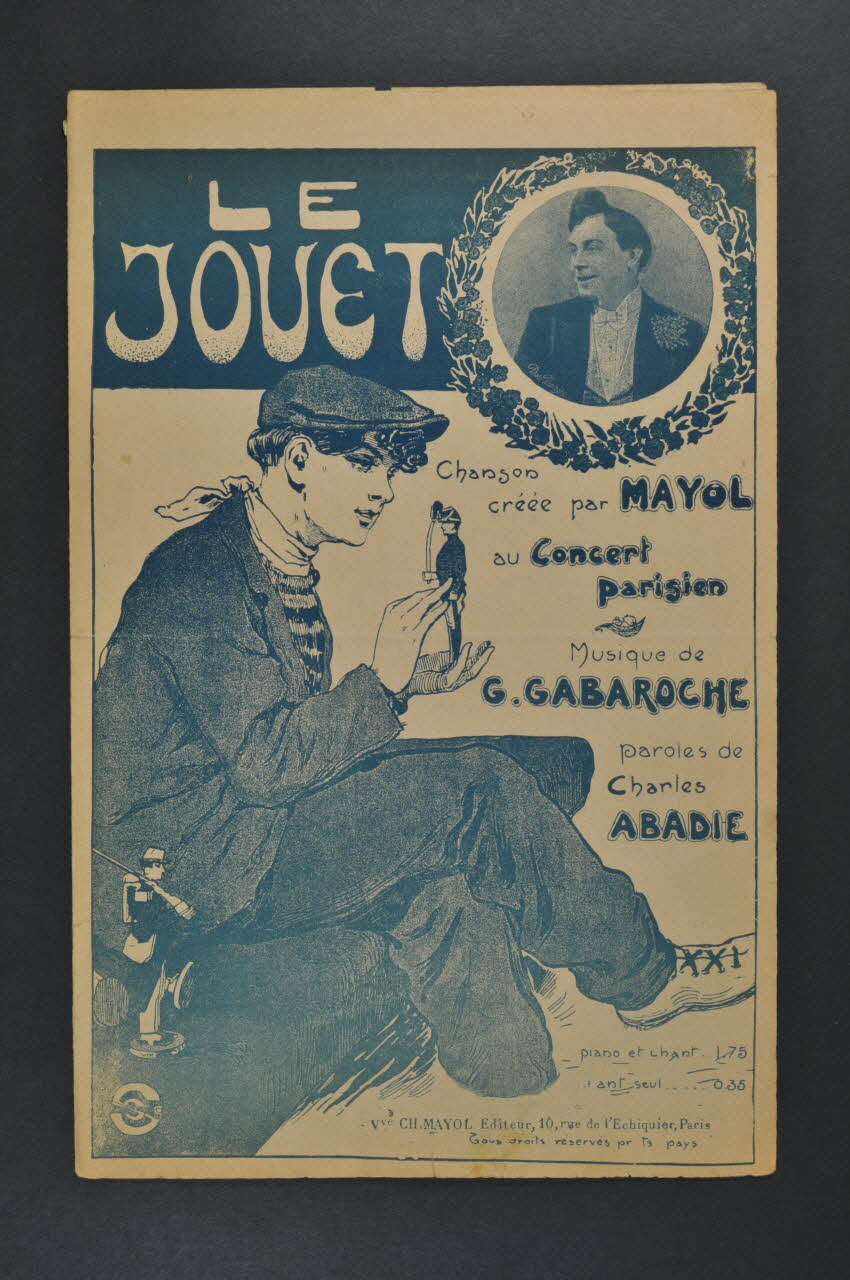 LE
JOUET
Chanson
créée par MAYOL
au Concert
parisien
Musique de
G. GABAROCHE
paroles de
Charles
ABADIE
piano et chant. 1.75
ant seul.....0.35
Vve CH. MAYOL Editeur, 10, rue de l'Echiquier, Paris
Tous droits réservés pr ts pays